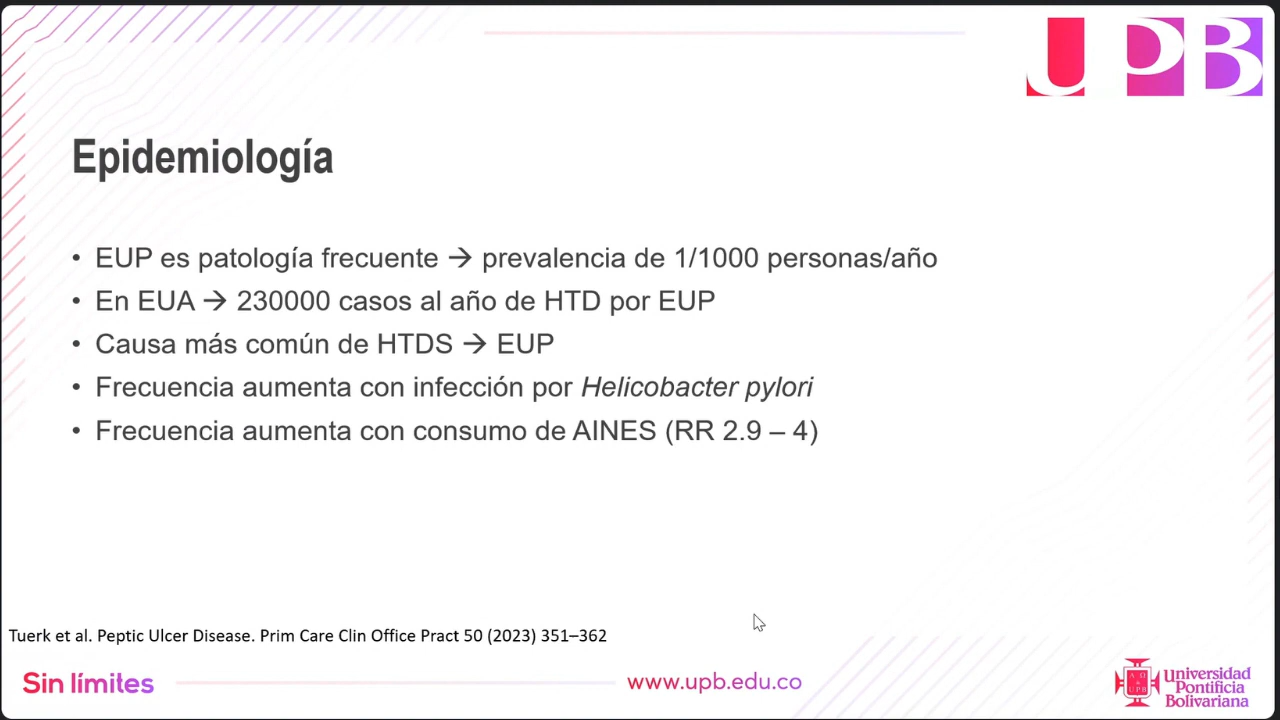 UPB
Epidemiología
• EUP es patología frecuente → prevalencia de 1/1000 personas/año
• En EUA → 230000 casos al año de HTD por EUP
• Causa más común de HTDS → EUP
• Frecuencia aumenta con infección por Helicobacter pylori
• Frecuencia aumenta con consumo de AINES (RR 2.9 – 4)
Tuerk et al. Peptic Ulcer Disease. Prim Care Clin Office Pract 50 (2023) 351–362
Sin límites
www.upb.edu.co
Universidad
Pontificia
Bolivariana